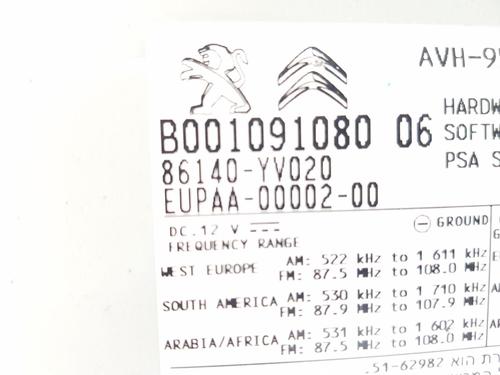 AVH-9
HARDW
B001091080 06 SOFTW
86140-YV020 PSA S
EUPAA-00002-00
DC.12 V
GROUND
FREQUENCY RANGE
WEST EUROPE AM: 522 kHz to 1 611 kHz
FM: 87.5 MHz to 108.0 MHz
SOUTH AMERICA AM: 530 kHz to 1 710 kHz
FM: 87.9 MHz to 107.9 MHz
ARABIA/AFRICA AM: 531 kHz to 1 602 kHz
FM: 87.5 MHz to 108.0 MHz
.51-62982 הוא